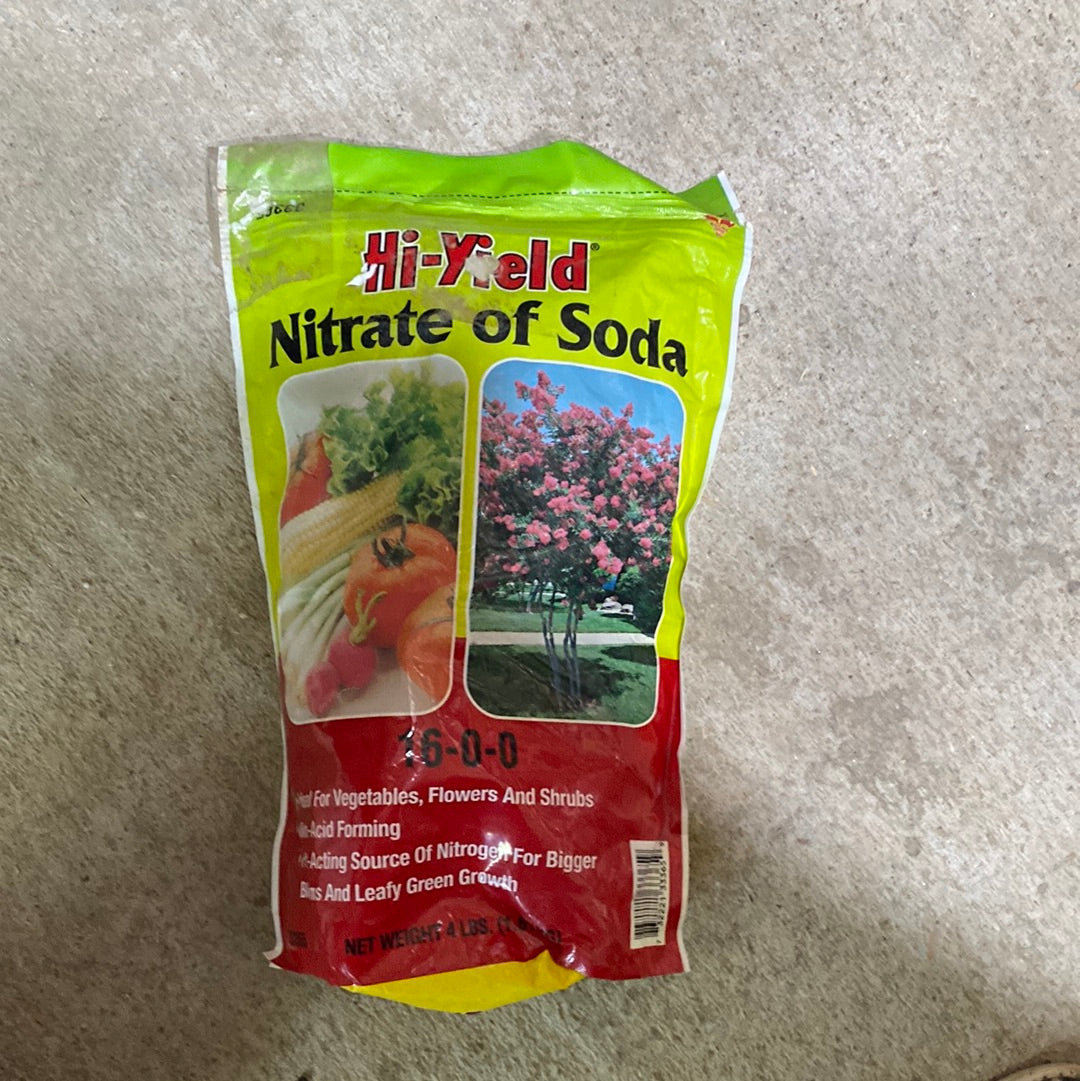 Hi-Yield®
Nitrate of Soda
16-0-0
For Vegetables, Flowers And Shrubs
Acid Forming
Acting Source Of Nitrogen For Bigger
And Leafy Green Growth
NET WEIGHT 4 LBS.